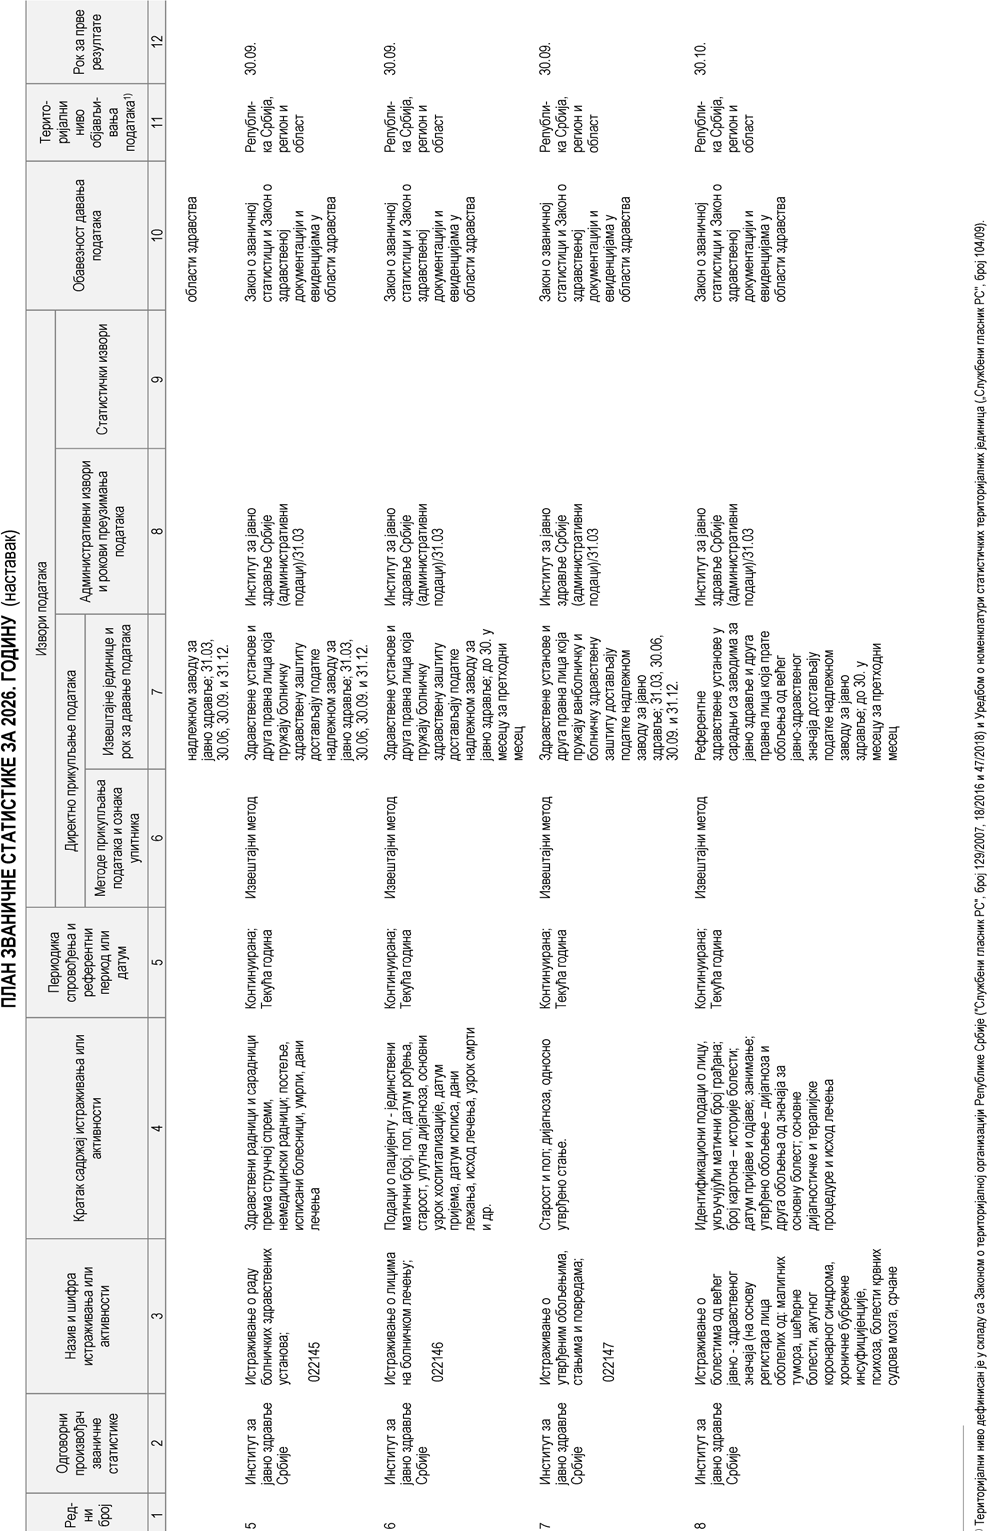 ПЛАН ЗВАНИЧНЕ СТАТИСТИКЕ ЗА 2026. ГОДИНУ (наставак)
Ред-
ни
број
Одговорни
произвођач
званичне
статистике
Назив и шифра
истраживања или
активности
Кратак садржај истраживања или
активности
Периодика
спровођења и
референтни
период или
датум
Извори података
Директно прикупљање података
Методе прикупљања
података и ознака
упитника
Извештајне јединице и
рок за давање података
Административни извори
и рокови преузимања
података
Статистички извори
Обавезност давања
података
Терито-
ријални
ниво
објављи-
вања
података¹⁾
Рок за прве
резултате
1 2 3 4 5 6 7 8 9 10 11 12
надлежном заводу за
јавно здравље; 31.03,
30.06, 30.09. и 31.12.
области здравства
5
Институт за
јавно здравље
Србије
Истраживање о раду
болничких здравствених
установа;
022145
Здравствени радници и сарадници
према стручној спреми,
немедицински радници; постеље,
исписани болесници, умрли, дани
лечења
Континуирана;
Текућа година
Извештајни метод
Здравствене установе и
друга правна лица која
пружају болничку
здравствену заштиту
достављају податке
надлежном заводу за
јавно здравље; 31.03,
30.06, 30.09. и 31.12.
Институт за јавно
здравље Србије
(административни
подаци)/31.03
Закон о званичној
статистици и Закон о
здравственој
документацији и
евиденцијама у
области здравства
Републи-
ка Србија,
регион и
област
30.09.
6
Институт за
јавно здравље
Србије
Истраживање о лицима
на болничком лечењу;
022146
Подаци о пацијенту - јединствени
матични број, пол, датум рођења,
старост, упутна дијагноза, основни
узрок хоспитализације, датум
пријема, датум исписа, дани
лежања, исход лечења, узрок смрти
и др.
Континуирана;
Текућа година
Извештајни метод
Здравствене установе и
друга правна лица која
пружају болничку
здравствену заштиту
достављају податке
надлежном заводу за
јавно здравље; до 30. у
месецу за претходни
месец
Институт за јавно
здравље Србије
(административни
подаци)/31.03
Закон о званичној
статистици и Закон о
здравственој
документацији и
евиденцијама у
области здравства
Републи-
ка Србија,
регион и
област
30.09.
7
Институт за
јавно здравље
Србије
Истраживање о
утврђеним обољењима,
стањима и повредама;
022147
Старост и пол; дијагноза, односно
утврђено стање.
Континуирана;
Текућа година
Извештајни метод
Здравствене установе и
друга правна лица која
пружају ванболничку и
болничку здравствену
заштиту достављају
податке надлежном
заводу за јавно
здравље; 31.03, 30.06,
30.09. и 31.12.
Институт за јавно
здравље Србије
(административни
подаци)/31.03
Закон о званичној
статистици и Закон о
здравственој
документацији и
евиденцијама у
области здравства
Републи-
ка Србија,
регион и
област
30.09.
8
Институт за
јавно здравље
Србије
Истраживање о
болестима од већег
јавно - здравственог
значаја (на основу
регистара лица
оболелих од: малигних
тумора, шећерне
болести, акутног
коронарног синдрома,
хроничне бубрежне
инсуфицијенције,
психоза, болести крвних
судова мозга, срчане
Идентификациони подаци о лицу,
укључујући матични број грађана;
број картона – историје болести;
датум пријаве и одјаве; занимање;
утврђено обољење – дијагноза и
друга обољења од значаја за
основну болест; основне
дијагностичке и терапијске
процедуре и исход лечења
Континуирана;
Текућа година
Извештајни метод
Референтне
здравствене установе у
сарадњи са заводима за
јавно здравље и друга
правна лица која прате
обољења од већег
јавно-здравственог
значаја достављају
податке надлежном
заводу за јавно
здравље; до 30. у
месецу за претходни
месец
Институт за јавно
здравље Србије
(административни
подаци)/31.03
Закон о званичној
статистици и Закон о
здравственој
документацији и
евиденцијама у
области здравства
Републи-
ка Србија,
регион и
област
30.10.
⁾ Територијални ниво дефинисан је у складу са Законом о територијалној организацији Републике Србије ("Службени гласник РС", број 129/2007, 18/2016 и 47/2018) и Уредбом о номенклатури статистичких територијалних јединица („Службени гласник РС", број 104/09).